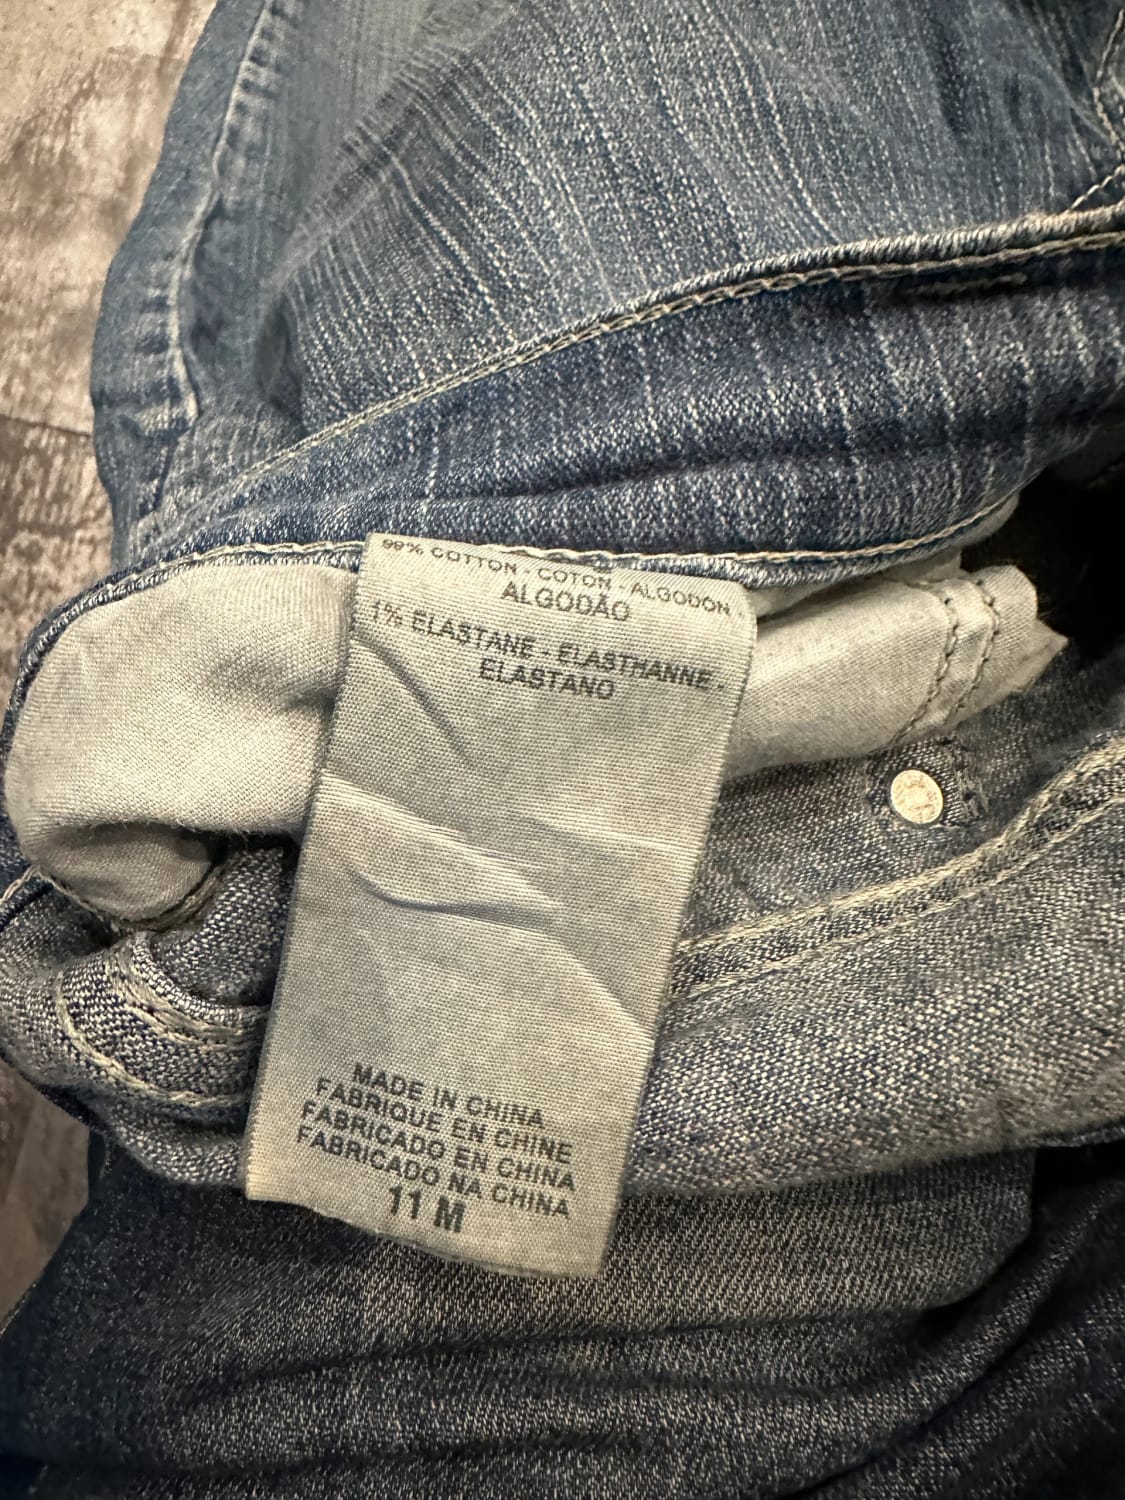 99% COTTON - COTON - ALGODON -
ALGODÃO
1% ELASTANE - ELASTHANNE -
ELASTANO
MADE IN CHINA
FABRIQUE EN CHINE
FABRICADO EN CHINA
FABRICADO NA CHINA
11 M